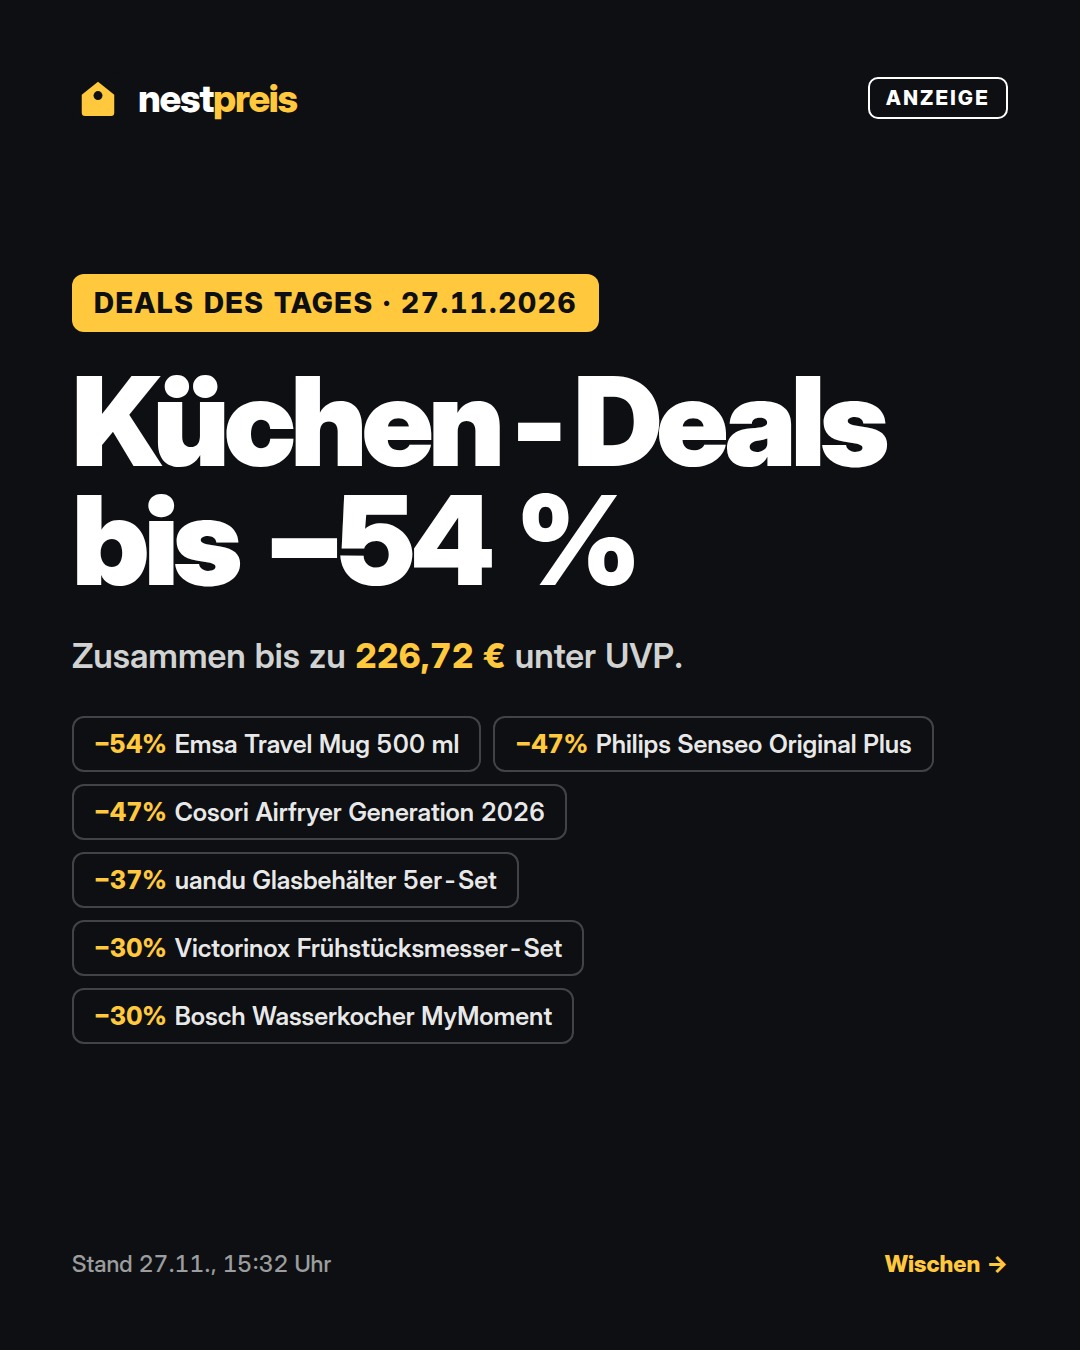 nestpreis
ANZEIGE
DEALS DES TAGES · 27.11.2026
Küchen-Deals
bis −54 %
Zusammen bis zu 226,72 € unter UVP.
−54% Emsa Travel Mug 500 ml
−47% Philips Senseo Original Plus
−47% Cosori Airfryer Generation 2026
−37% uandu Glasbehälter 5er-Set
−30% Victorinox Frühstücksmesser-Set
−30% Bosch Wasserkocher MyMoment
Stand 27.11., 15:32 Uhr
Wischen →